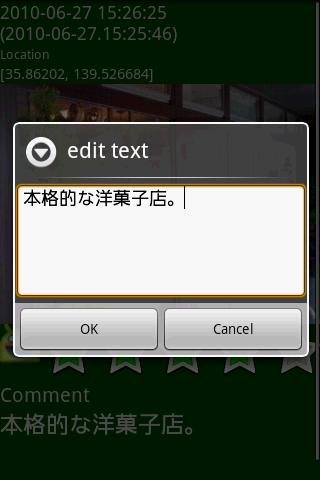 2010-06-27 15:26:25
(2010-06-27.15:25:46)
Location
[35.86202, 139.526684]
edit text
本格的な洋菓子店。
OK
Cancel
Comment
本格的な洋菓子店。